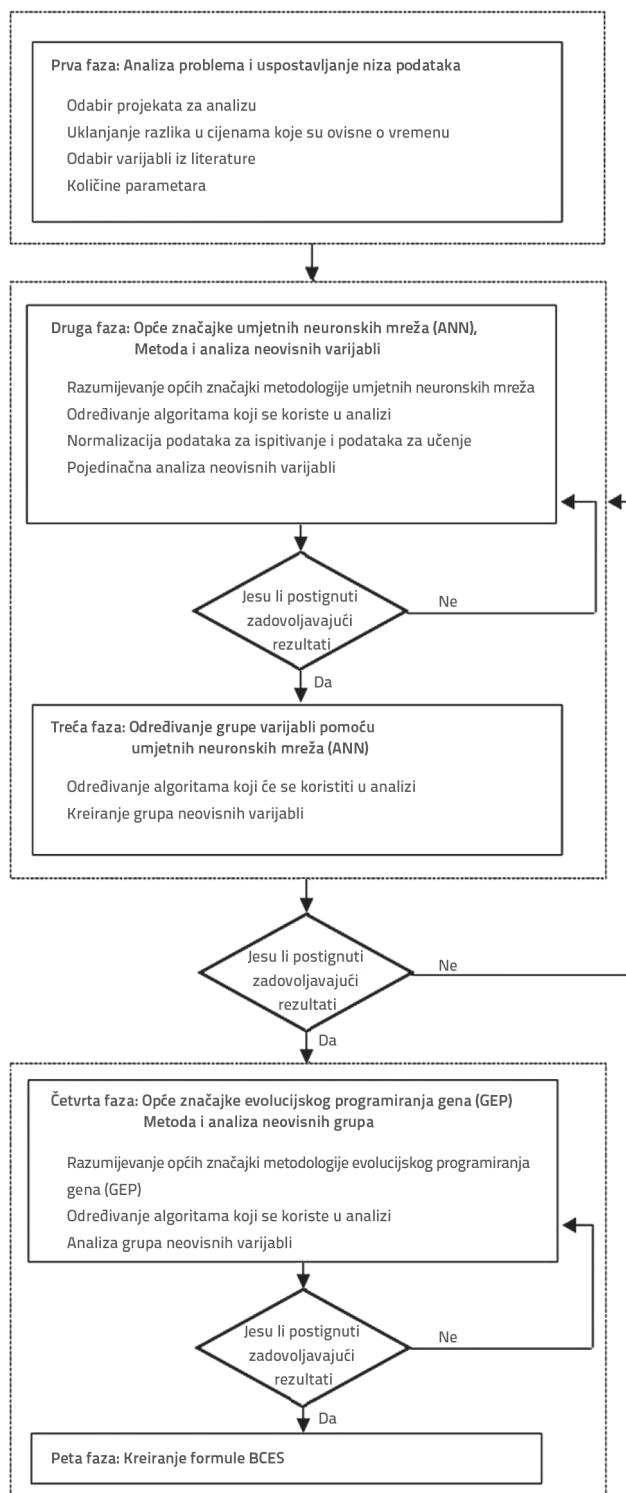 Prva faza: Analiza problema i uspostavljanje niza podataka
Odabir projekata za analizu
Uklanjanje razlika u cijenama koje su ovisne o vremenu
Odabir varijabli iz literature
Količine parametara
Druga faza: Opće značajke umjetnih neuronskih mreža (ANN),
Metoda i analiza neovisnih varijabli
Razumijevanje općih značajki metodologije umjetnih neuronskih mreža
Određivanje algoritama koji se koriste u analizi
Normalizacija podataka za ispitivanje i podataka za učenje
Pojedinačna analiza neovisnih varijabli
Jesu li postignuti
zadovoljavajući
rezultati
Ne
Da
Treća faza: Određivanje grupe varijabli pomoću
umjetnih neuronskih mreža (ANN)
Određivanje algoritama koji će se koristiti u analizi
Kreiranje grupa neovisnih varijabli
Jesu li postignuti
zadovoljavajući
rezultati
Ne
Da
Četvrta faza: Opće značajke evolucijskog programiranja gena (GEP)
Metoda i analiza neovisnih grupa
Razumijevanje općih značajki metodologije evolucijskog programiranja
gena (GEP)
Određivanje algoritama koji se koriste u analizi
Analiza grupa neovisnih varijabli
Jesu li postignuti
zadovoljavajući
rezultati
Ne
Da
Peta faza: Kreiranje formule BCES